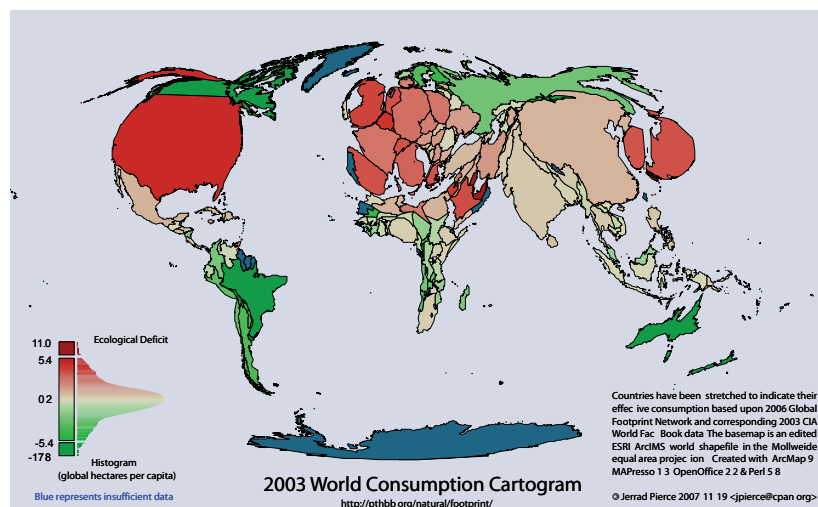 11.0
Ecological Deficit
5.4
0.2
-5.4
-178
Histogram
(global hectares per capita)
Blue represents insufficient data
2003 World Consumption Cartogram
http://pthbb org/natural/footprint/
Countries have been stretched to indicate their
effec ive consumption based upon 2006 Global
Footprint Network and corresponding 2003 CIA
World Fac Book data The basemap is an edited
ESRI ArcIMS world shapefile in the Mollweide
equal area projec ion Created with ArcMap 9
MAPresso 1 3 OpenOffice 2 2 & Perl 5 8
© Jerrad Pierce 2007 11 19 <jpierce@cpan org>